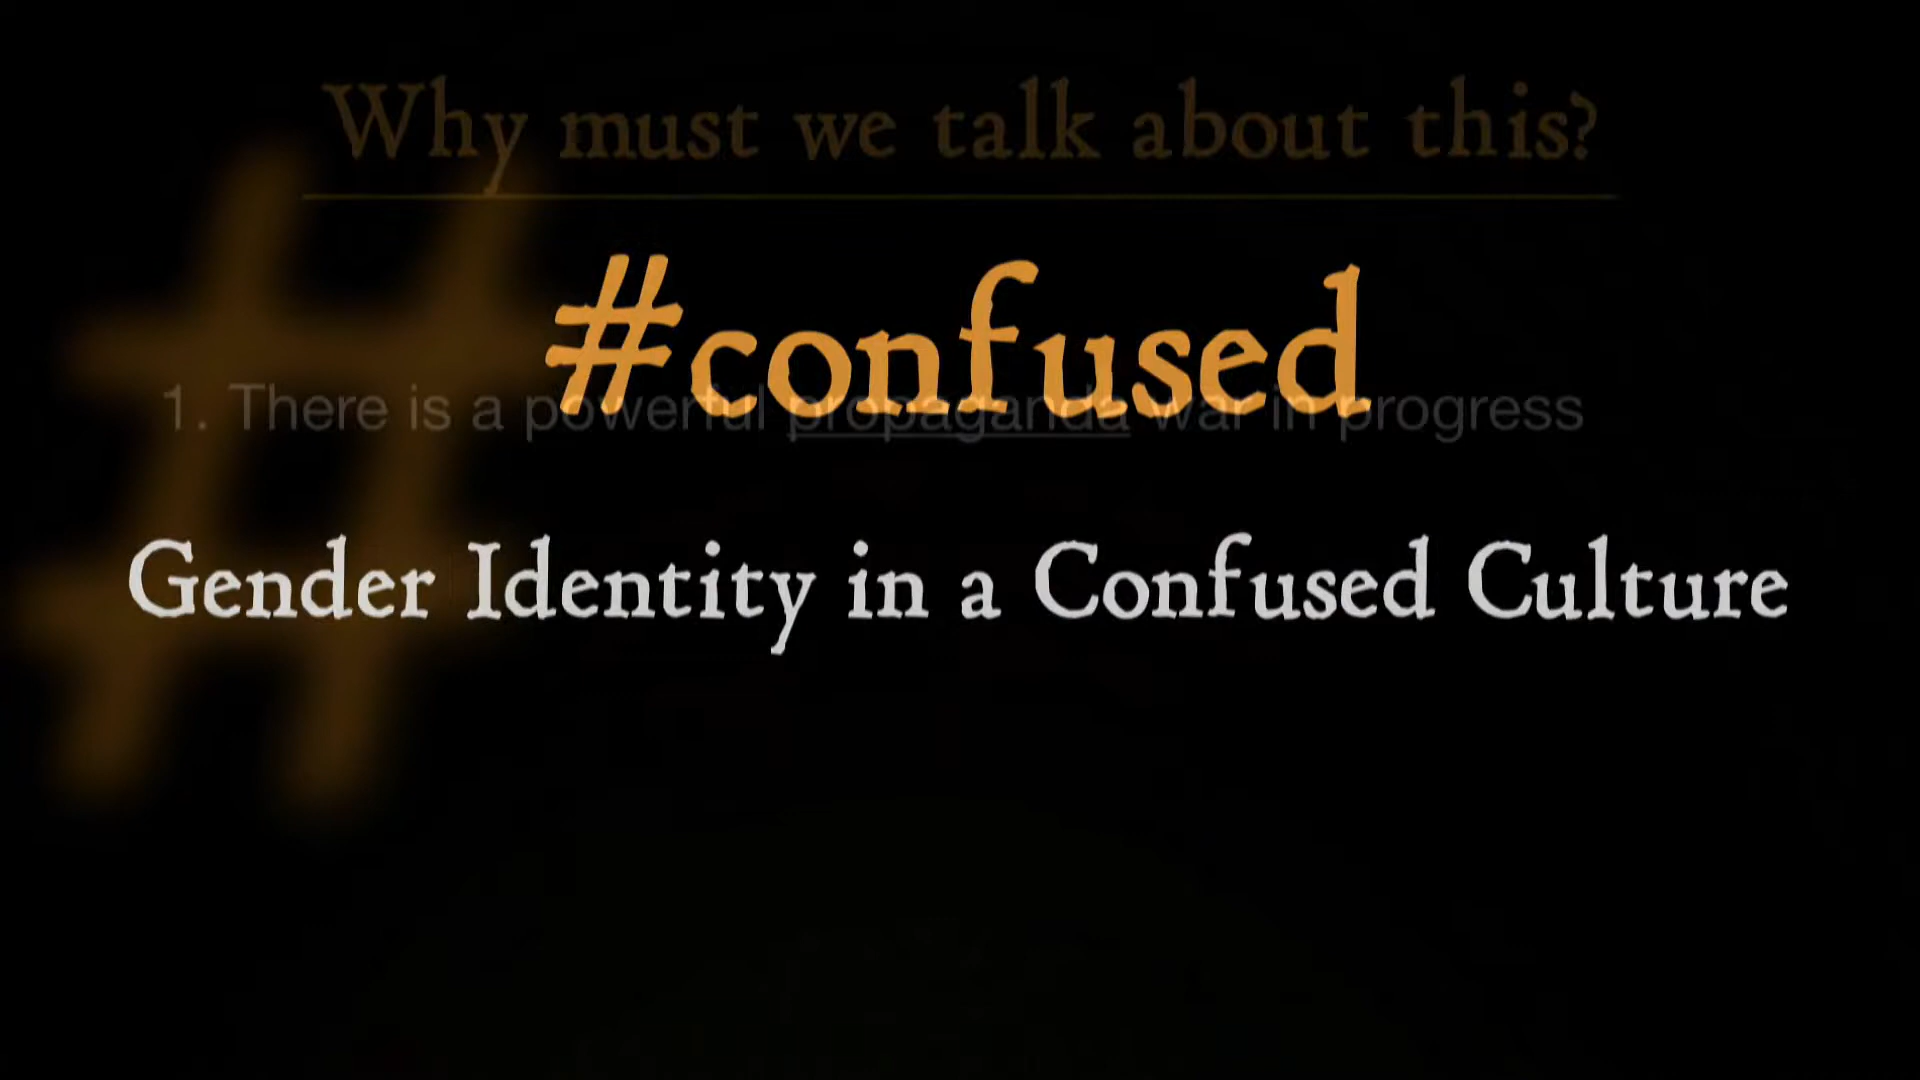 Why must we talk about this?
#confused
1. There is a powerful propaganda war in progress
Gender Identity in a Confused Culture